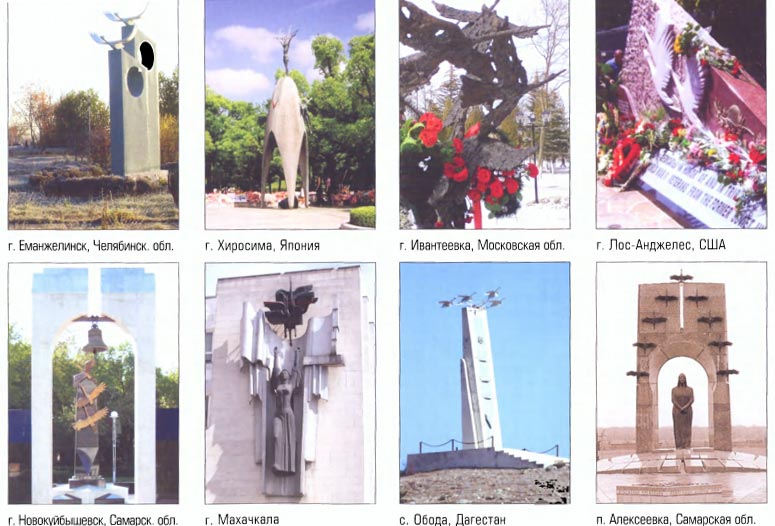 г. Еманжелинск, Челябинск. обл.
г. Хиросима, Япония
г. Ивантеевка, Московская обл.
г. Лос-Анджелес, США
г. Новокуйбышевск, Самарск. обл.
г. Махачкала
с. Обода, Дагестан
п. Алексеевка, Самарская обл.